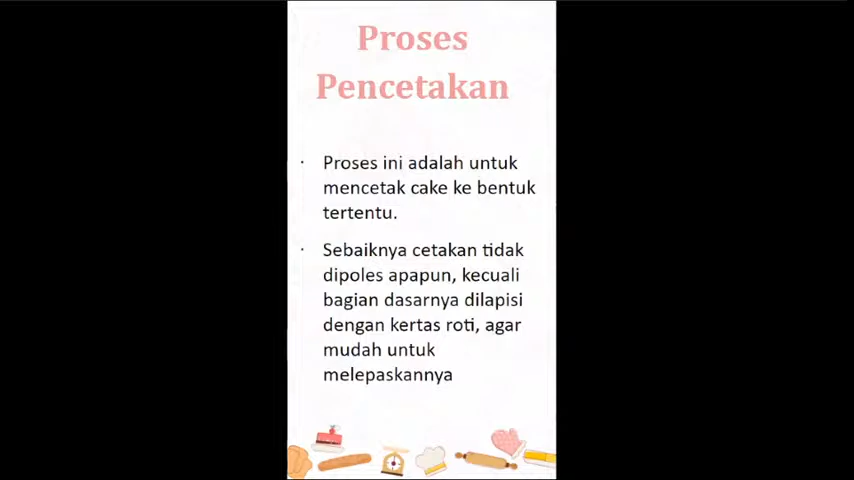 Proses
Pencetakan
· Proses ini adalah untuk
mencetak cake ke bentuk
tertentu.
· Sebaiknya cetakan tidak
dipoles apapun, kecuali
bagian dasarnya dilapisi
dengan kertas roti, agar
mudah untuk
melepaskannya